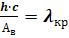 h·c / Aв = λкр